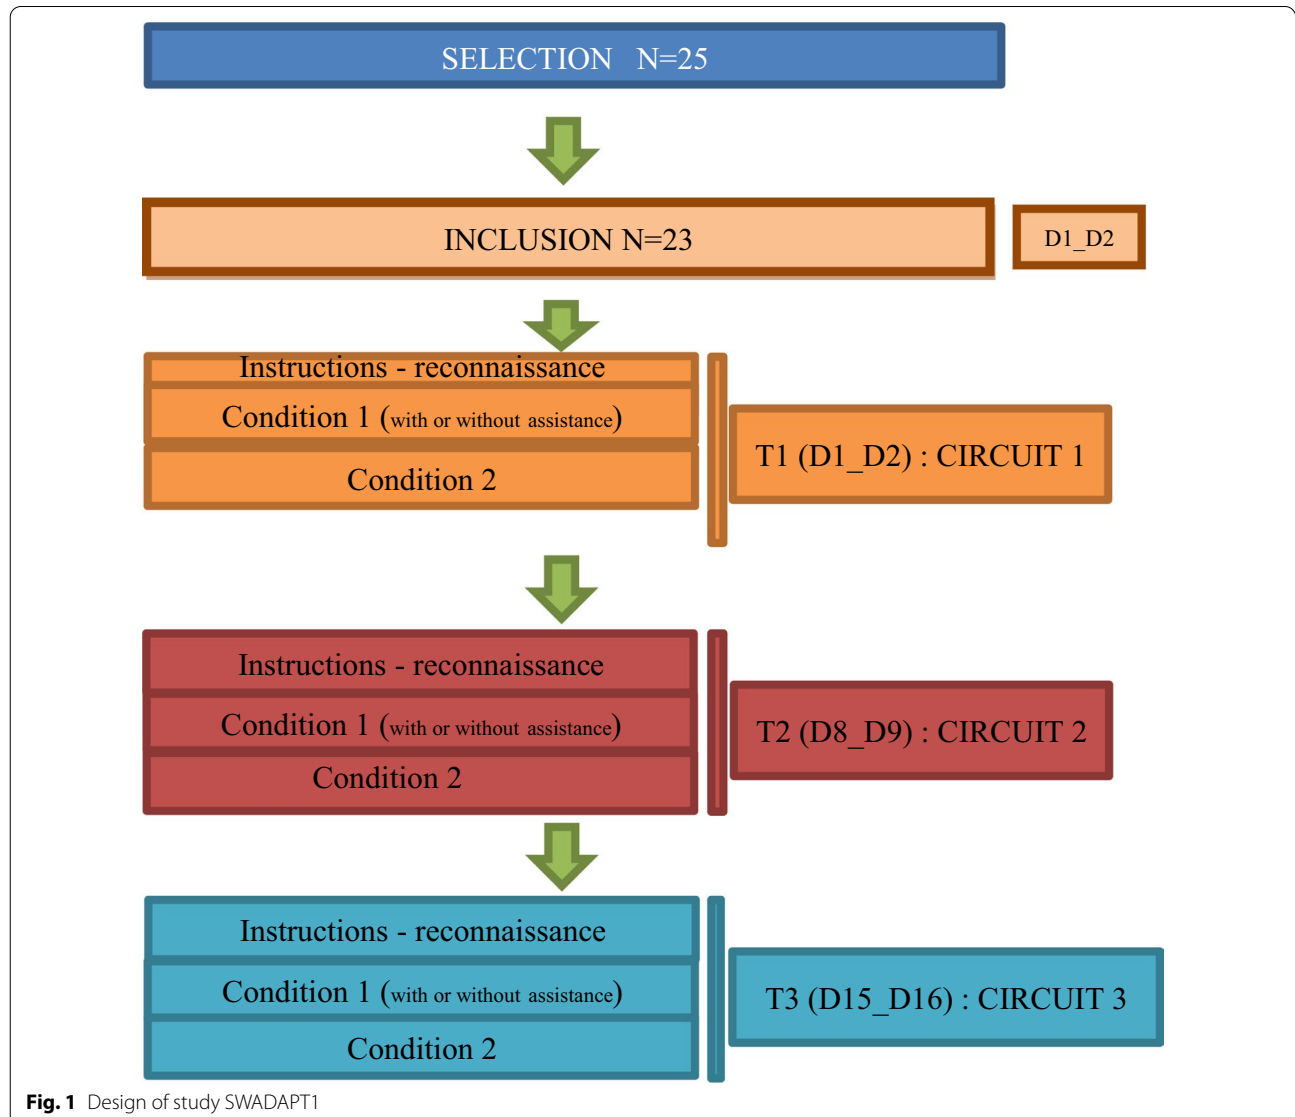 SELECTION N=25
INCLUSION N=23
D1_D2
Instructions - reconnaissance
Condition 1 (with or without assistance)
Condition 2
T1 (D1_D2) : CIRCUIT 1
Instructions - reconnaissance
Condition 1 (with or without assistance)
Condition 2
T2 (D8_D9) : CIRCUIT 2
Instructions - reconnaissance
Condition 1 (with or without assistance)
Condition 2
T3 (D15_D16) : CIRCUIT 3
Fig. 1 Design of study SWADAPT1